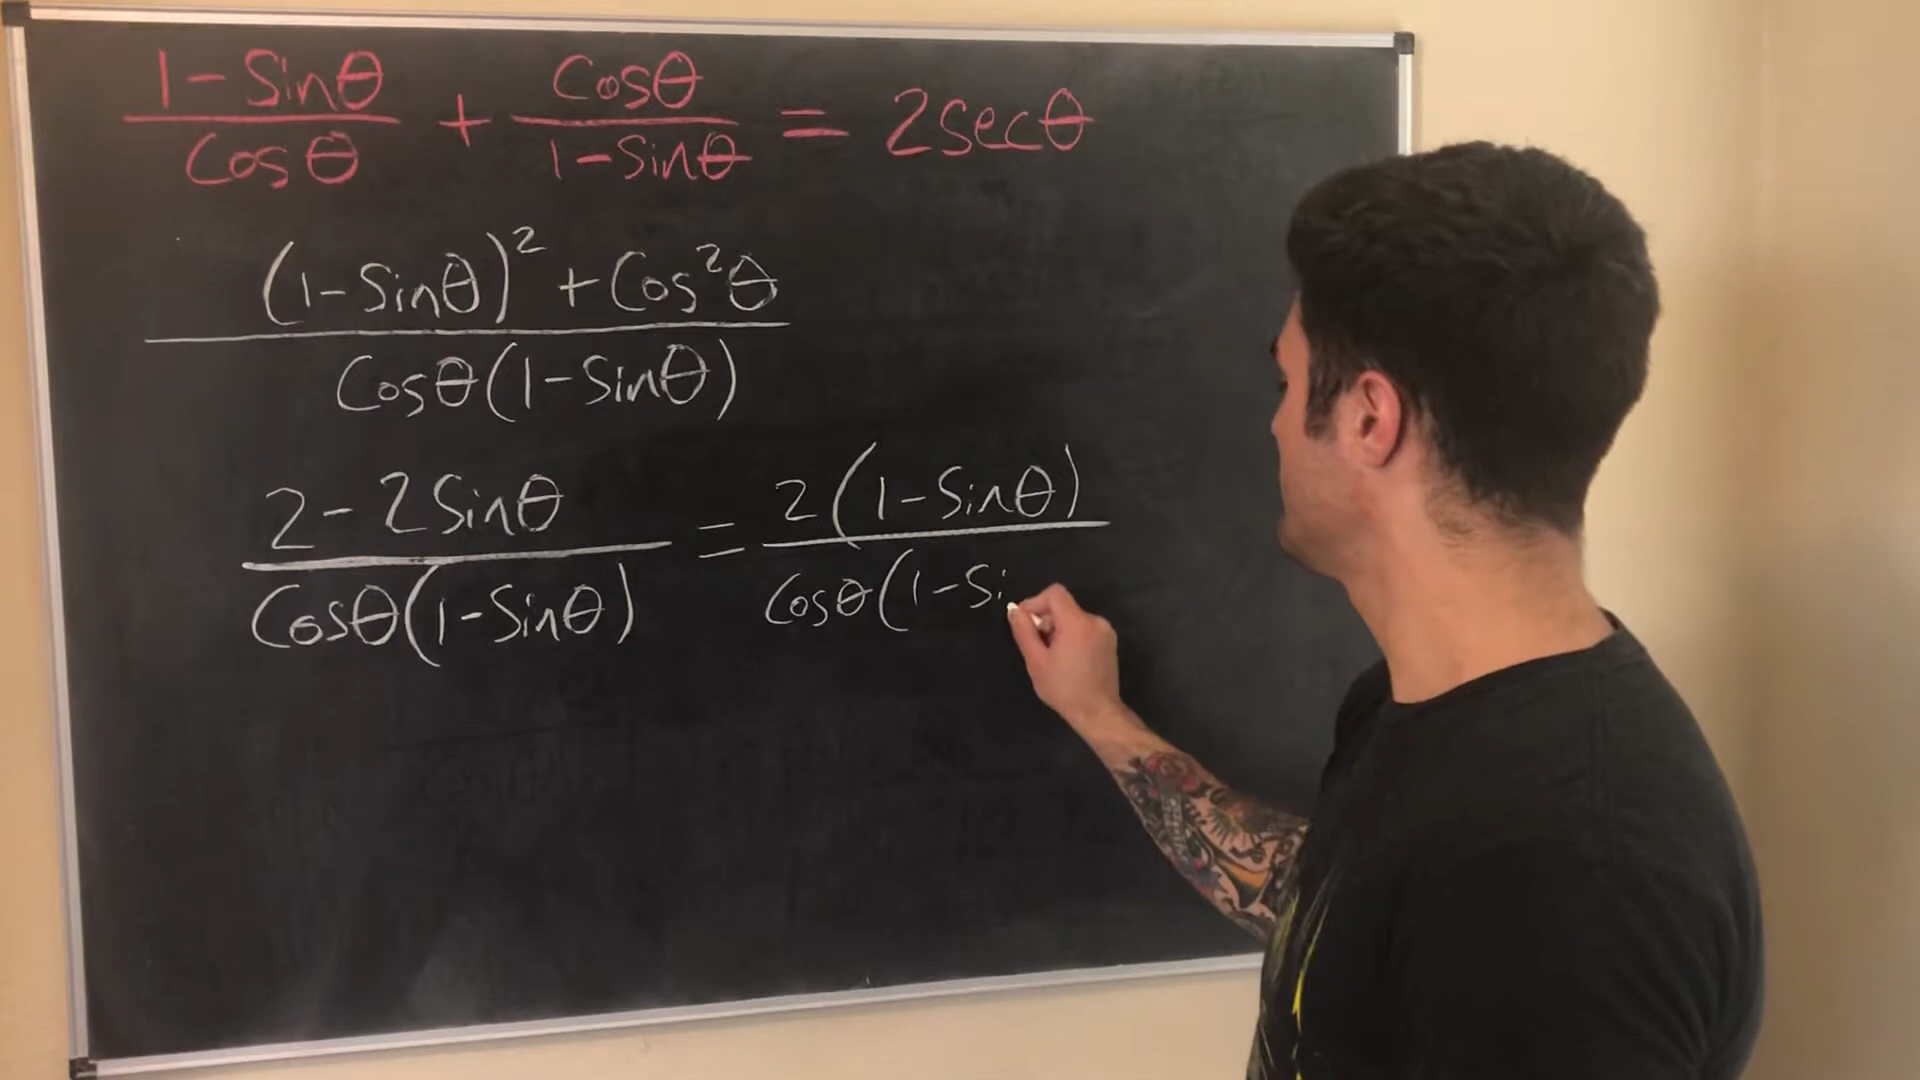 1-Sinθ/Cosθ + Cosθ/1-Sinθ = 2secθ
(1-Sinθ)² + Cos²θ
Cosθ(1-Sinθ)
2-2Sinθ/Cosθ(1-Sinθ) = 2(1-Sinθ)/Cosθ(1-Si